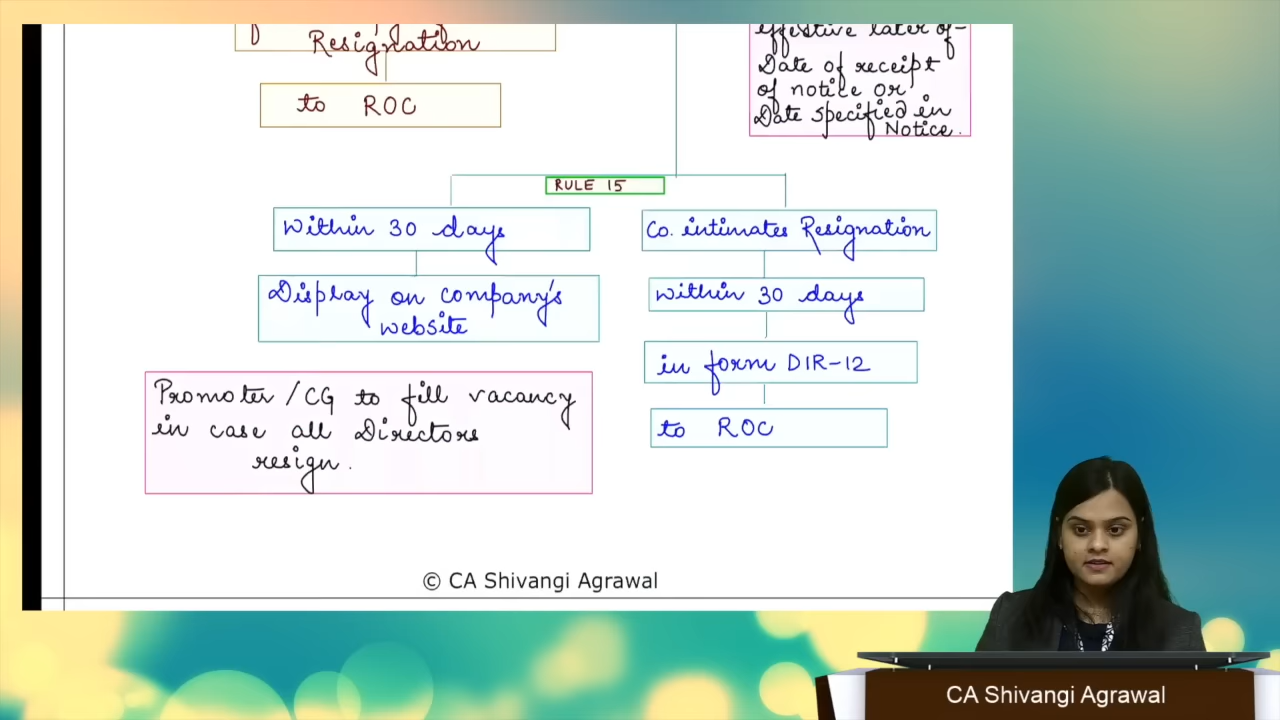 Resignation
to ROC
effective later of-
Date of receipt
of notice or
Date specified in
Notice.
RULE 15
Within 30 days
Display on company's
website
Co. intimates Resignation
within 30 days
in form DIR-12
to ROC
Promoter/CG to fill vacancy
in case all Directors
resign.
© CA Shivangi Agrawal
CA Shivangi Agrawal